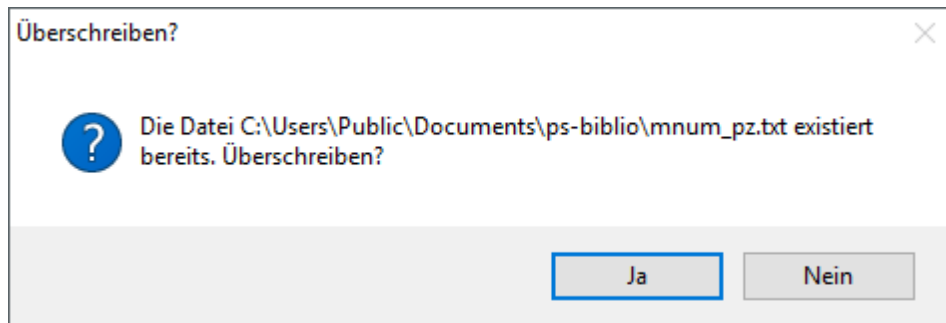 Überschreiben?
Die Datei C:\Users\Public\Documents\ps-biblio\mnum_pz.txt existiert
bereits. Überschreiben?
Ja
Nein